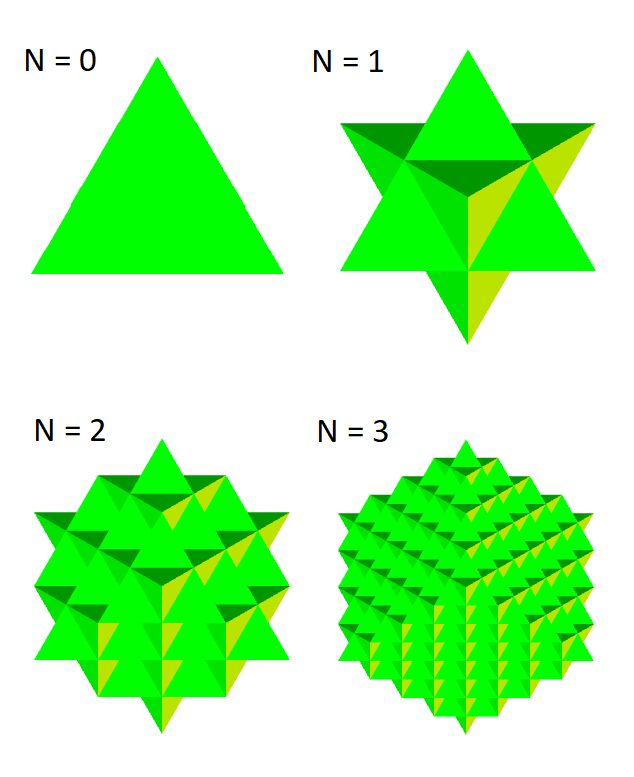 N = 0
N = 1
N = 2
N = 3